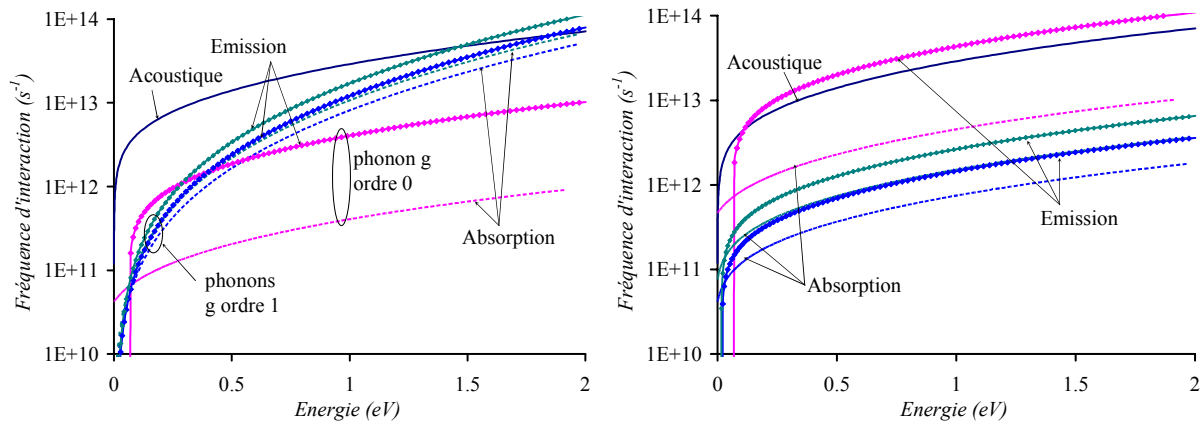 1E+14
1E+13
1E+12
1E+11
1E+10
Fréquence d'interaction (s⁻¹)
Emission
Acoustique
phonon g
ordre 0
Absorption
phonons
g ordre 1
0
0.5
1
1.5
2
Energie (eV)
1E+14
1E+13
1E+12
1E+11
1E+10
Fréquence d'interaction (s⁻¹)
Acoustique
Emission
Absorption
0
0.5
1
1.5
2
Energie (eV)